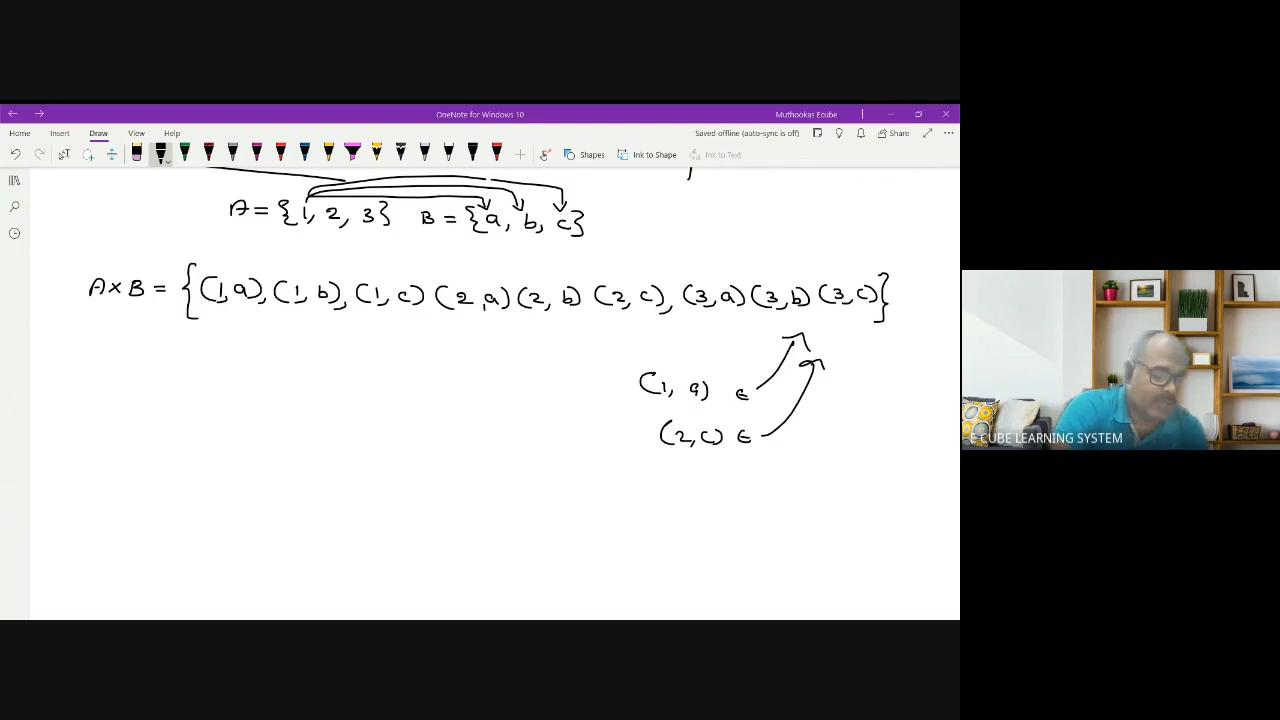 OneNote for Windows 10
Muthookas Ecube
Home Insert Draw View Help
Saved offline (auto-sync is off)
Share
Shapes
Ink to Shape
Ink to Text
A = {1, 2, 3} B = {a, b, c}
A × B = {(1,a), (1, b), (1, c) (2,a) (2, b) (2, c), (3,a) (3,b) (3,c)}
(1, a) ∈
(2,c) ∈
E CUBE LEARNING SYSTEM